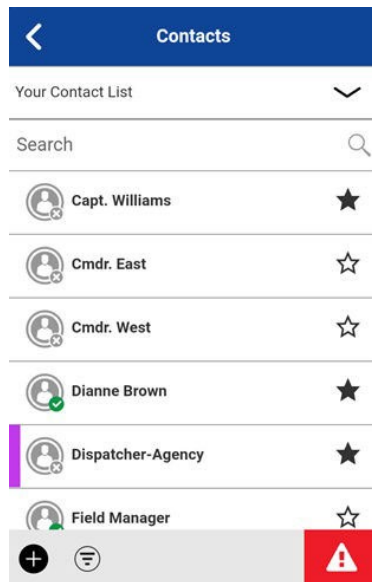 Contacts
Your Contact List
Search
Capt. Williams
Cmdr. East
Cmdr. West
Dianne Brown
Dispatcher-Agency
Field Manager